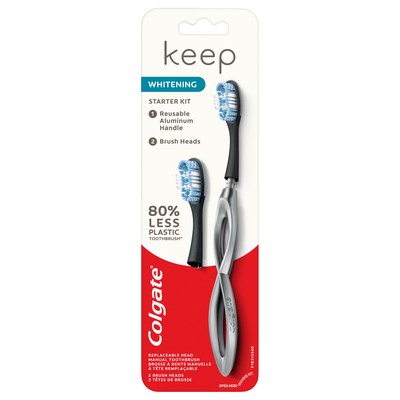 keep
WHITENING
STARTER KIT
1 Reusable
Aluminum
Handle
2 Brush Heads
80%
LESS
PLASTIC
TOOTHBRUSH*
Colgate
REPLACEABLE HEAD
MANUAL TOOTHBRUSH
BROSSE À DENTS MANUELLE
À TÊTE REMPLAÇABLE
2 BRUSH HEADS
2 TÊTES DE BROSSE